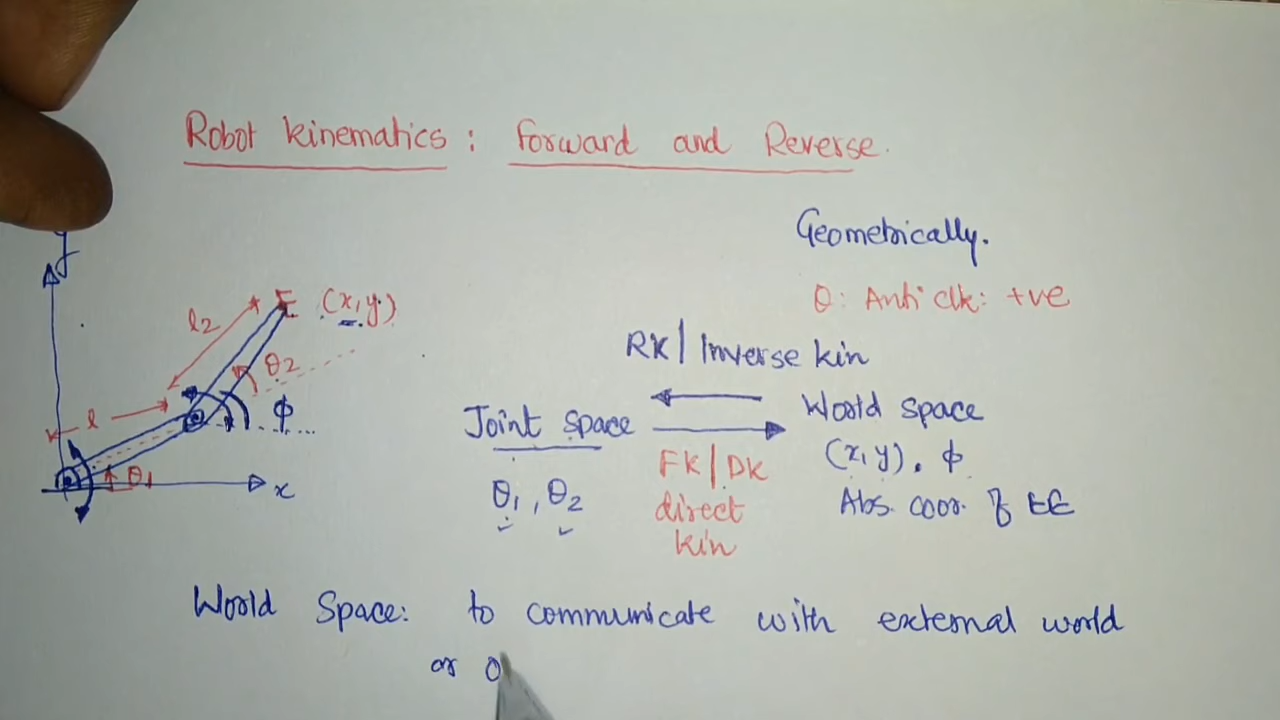 Robot kinematics: Forward and Reverse.
Geometrically.
θ: Anti clk: +ve
y
l2
E (x,y)
θ2
l
ϕ
θ1
x
RK| Inverse kin
Joint space
World space
θ1, θ2
FK|DK
direct
kin
(x,y), ϕ
Abs. coor. of EE
World Space: to communicate with external world
or o